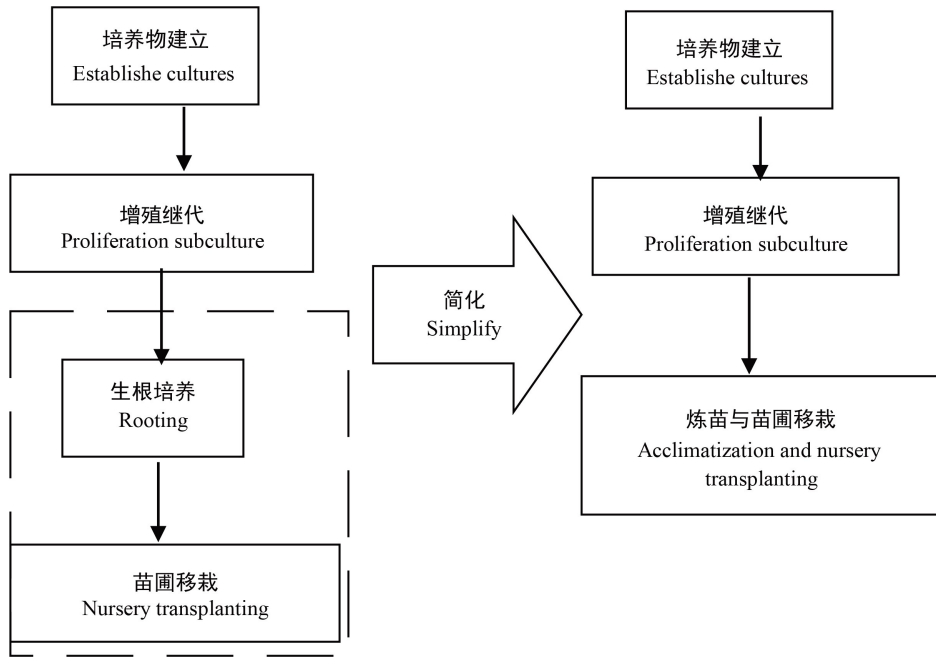 培养物建立
Establishe cultures
增殖继代
Proliferation subculture
生根培养
Rooting
苗圃移栽
Nursery transplanting
简化
Simplify
培养物建立
Establishe cultures
增殖继代
Proliferation subculture
炼苗与苗圃移栽
Acclimatization and nursery
transplanting